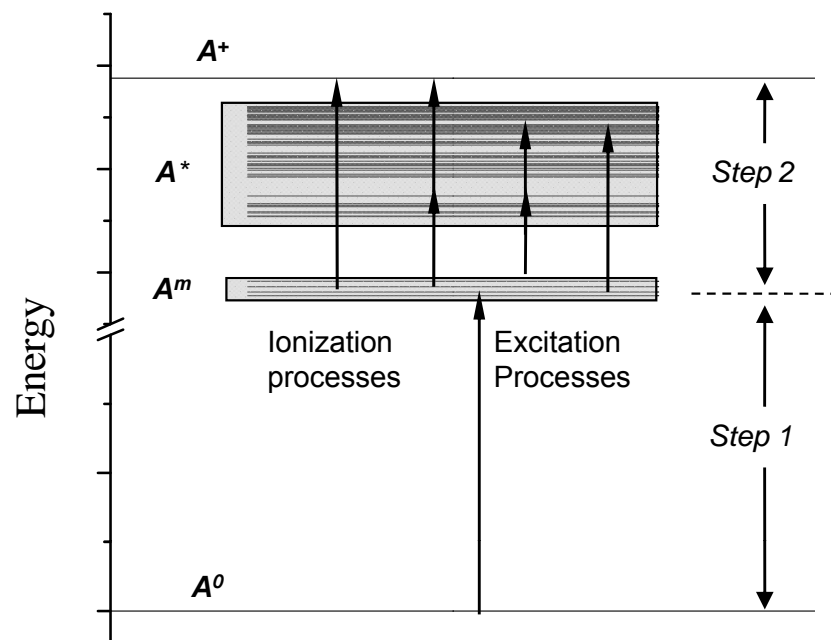 A⁺
A*
Step 2
Aᵐ
Energy
Ionization
processes
Excitation
Processes
Step 1
A⁰